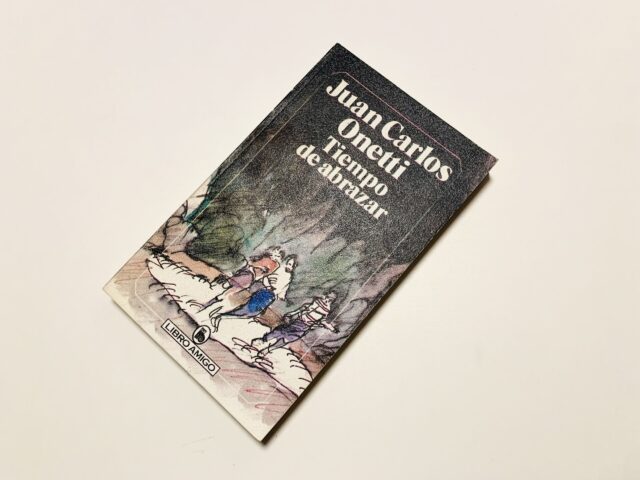 Juan Carlos
Onetti
Tiempo
de abrazar
LIBRO AMIGO